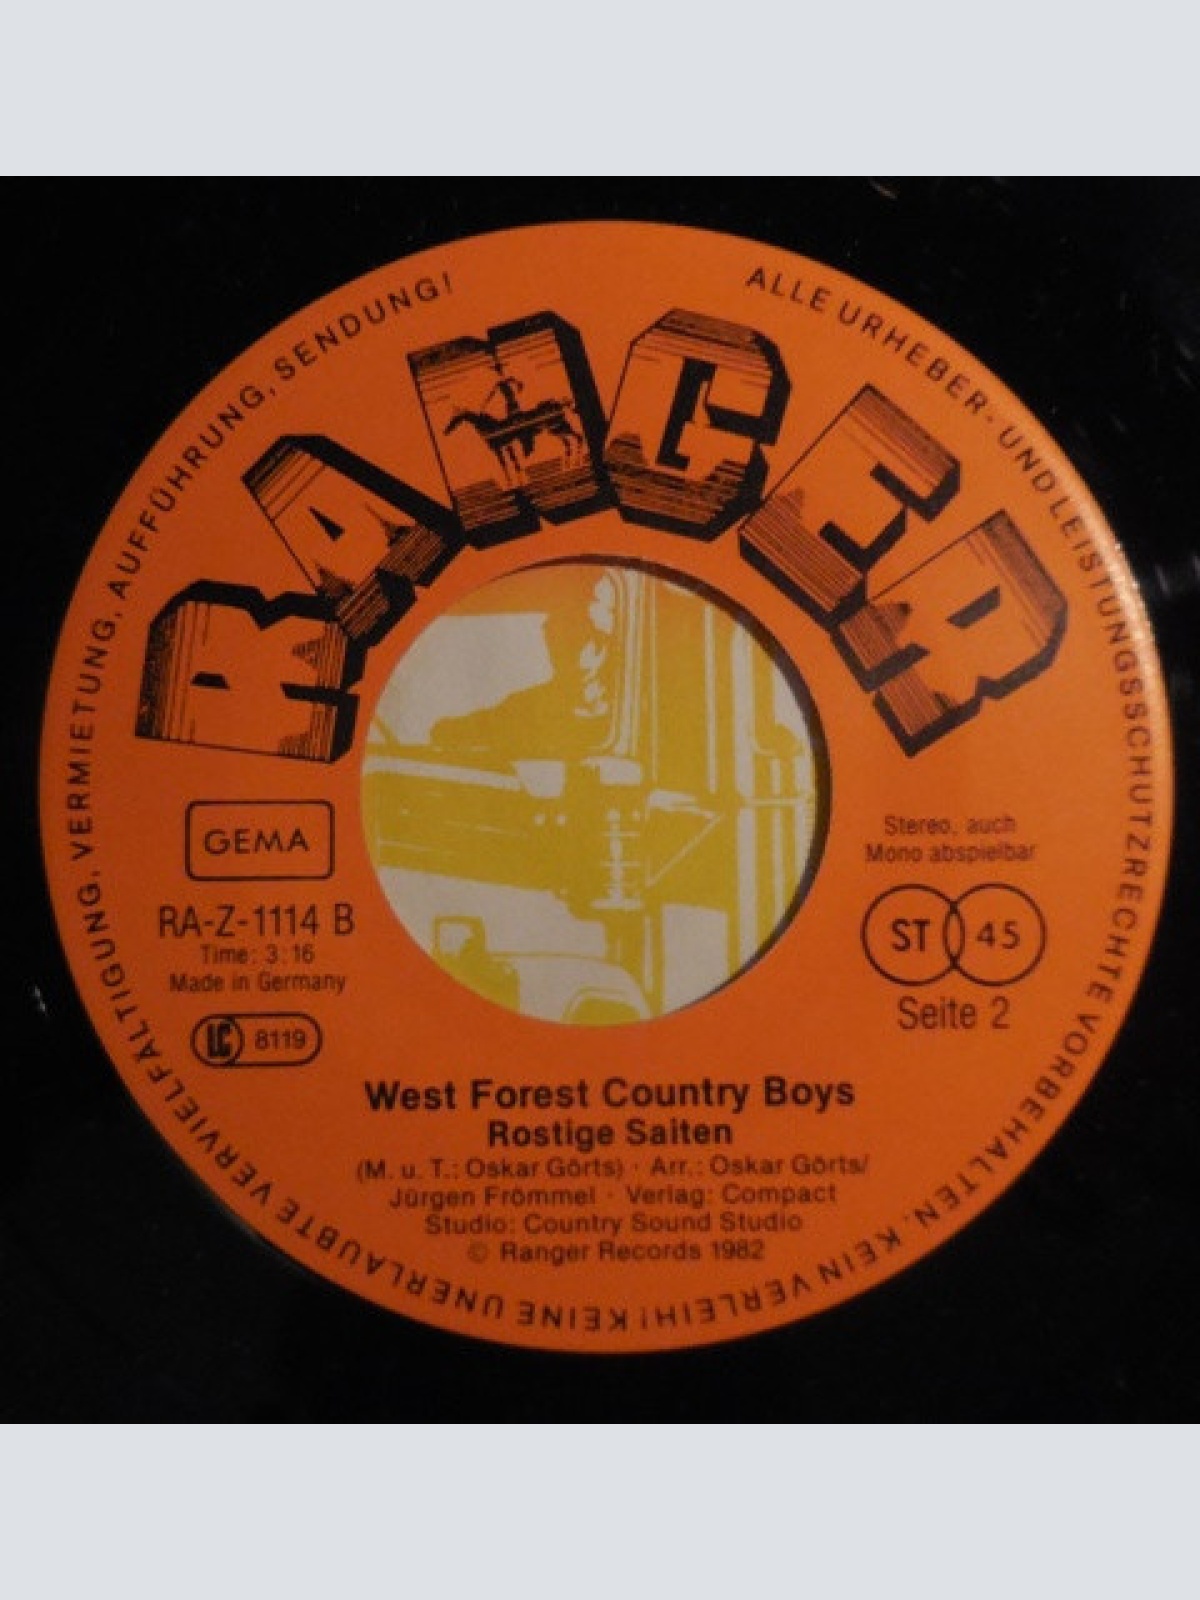 RANGER
ALLE URHEBER- UND LEISTUNGSSCHUTZRECHTE VORBEHALTEN. KEIN VERLEIH! KEINE UNERLAUBTE VERVIELFÄLTIGUNG, VERMIETUNG, AUFFÜHRUNG, SENDUNG!
GEMA
RA-Z-1114 B
Time: 3:16
Made in Germany
LC 8119
Stereo, auch
Mono abspielbar
ST 45
Seite 2
West Forest Country Boys
Rostige Saiten
(M. u. T.: Oskar Görts) · Arr.: Oskar Görts/
Jürgen Frömmel · Verlag: Compact
Studio: Country Sound Studio
© Ranger Records 1982